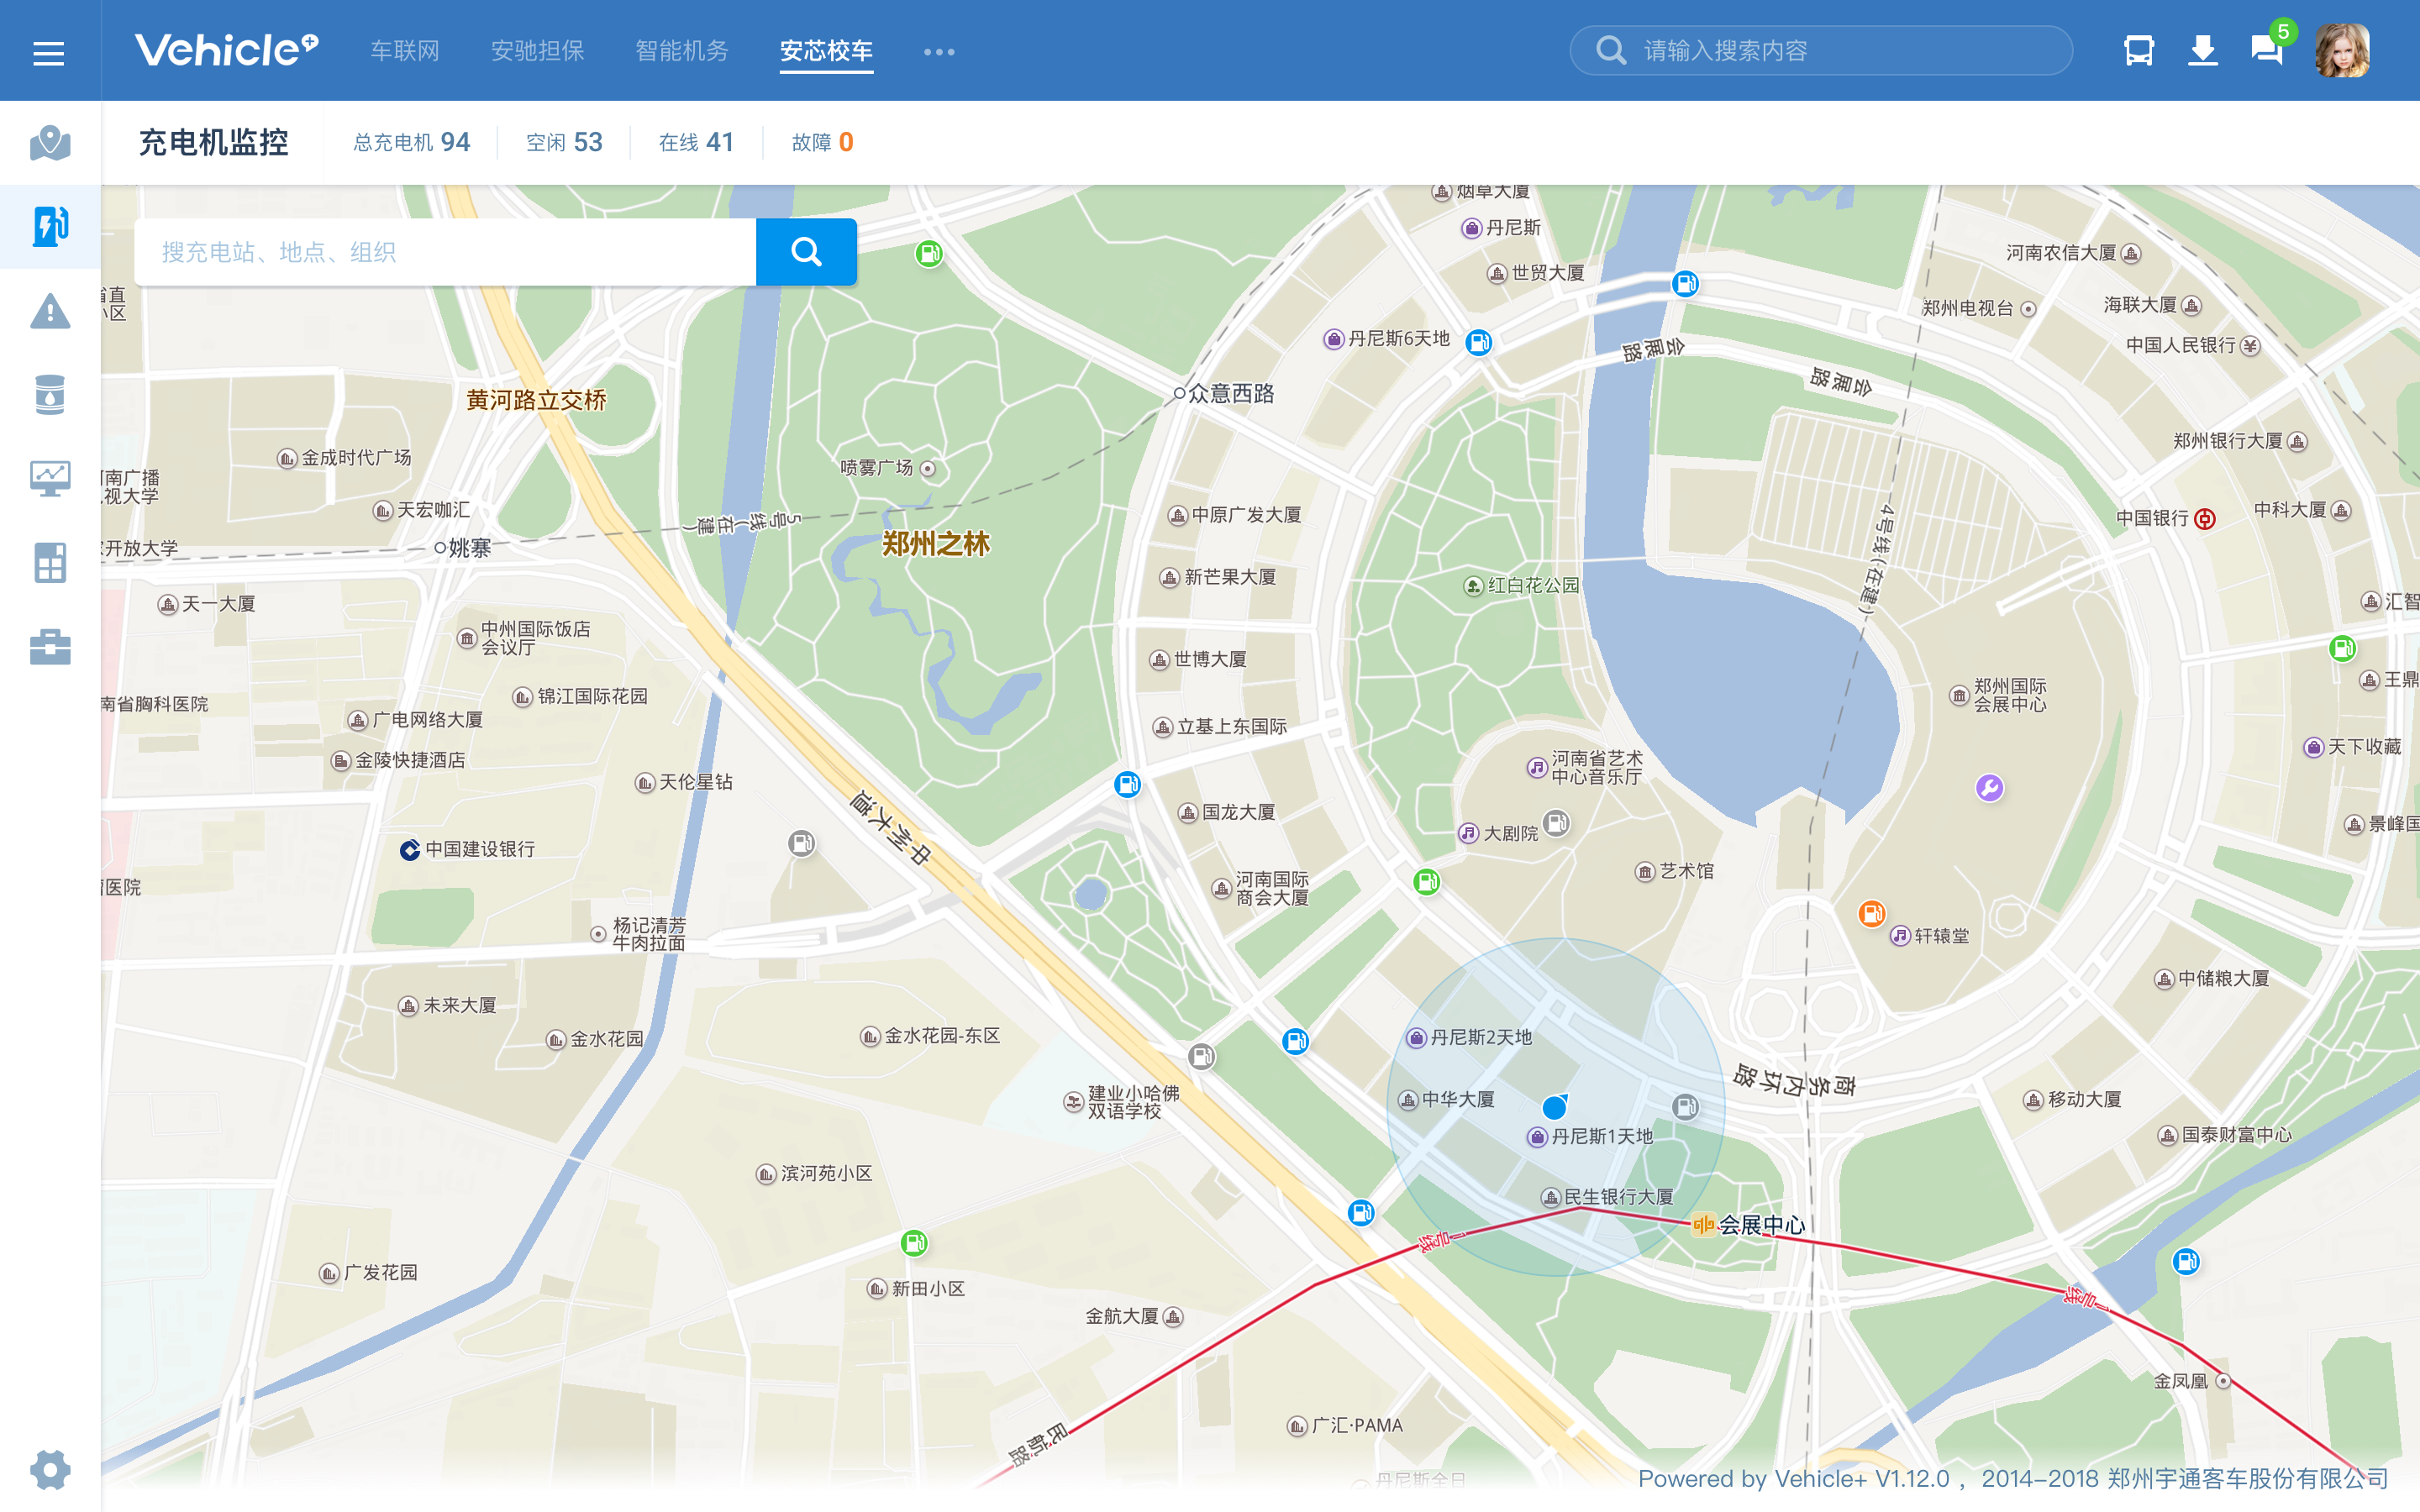 Vehicle+
车联网
安驰担保
智能机务
安芯校车
请输入搜索内容
5
充电机监控
总充电机 94
空闲 53
在线 41
故障 0
搜充电站、地点、组织
烟草大厦
丹尼斯
世贸大厦
河南农信大厦
郑州电视台
海联大厦
中国人民银行
丹尼斯6天地
会展路
会展路
省直
小区
黄河路立交桥
众意西路
金成时代广场
喷雾广场
郑州银行大厦
河南广播
电视大学
天宏咖汇
5号线(在建)
中原广发大厦
4号线(在建)
中国银行
中科大厦
开放大学
姚寨
郑州之林
新芒果大厦
红白花公园
天一大厦
汇智
中州国际饭店
会议厅
世博大厦
锦江国际花园
南省胸科医院
广电网络大厦
郑州国际
会展中心
王鼎
立基上东国际
金陵快捷酒店
天下收藏
河南省艺术
中心音乐厅
天伦星钻
国龙大厦
中州大道
大剧院
景峰国
中国建设银行
艺术馆
医院
河南国际
商会大厦
杨记清芳
牛肉拉面
轩辕堂
中储粮大厦
未来大厦
金水花园
金水花园-东区
丹尼斯2天地
商务内环路
建业小哈佛
双语学校
中华大厦
移动大厦
丹尼斯1天地
国泰财富中心
滨河苑小区
民生银行大厦
会展中心
1号线
广发花园
新田小区
1号线
金航大厦
金凤凰
广汇·PAMA
民航路
丹尼斯全日
Powered by Vehicle+ V1.12.0 ，2014-2018 郑州宇通客车股份有限公司